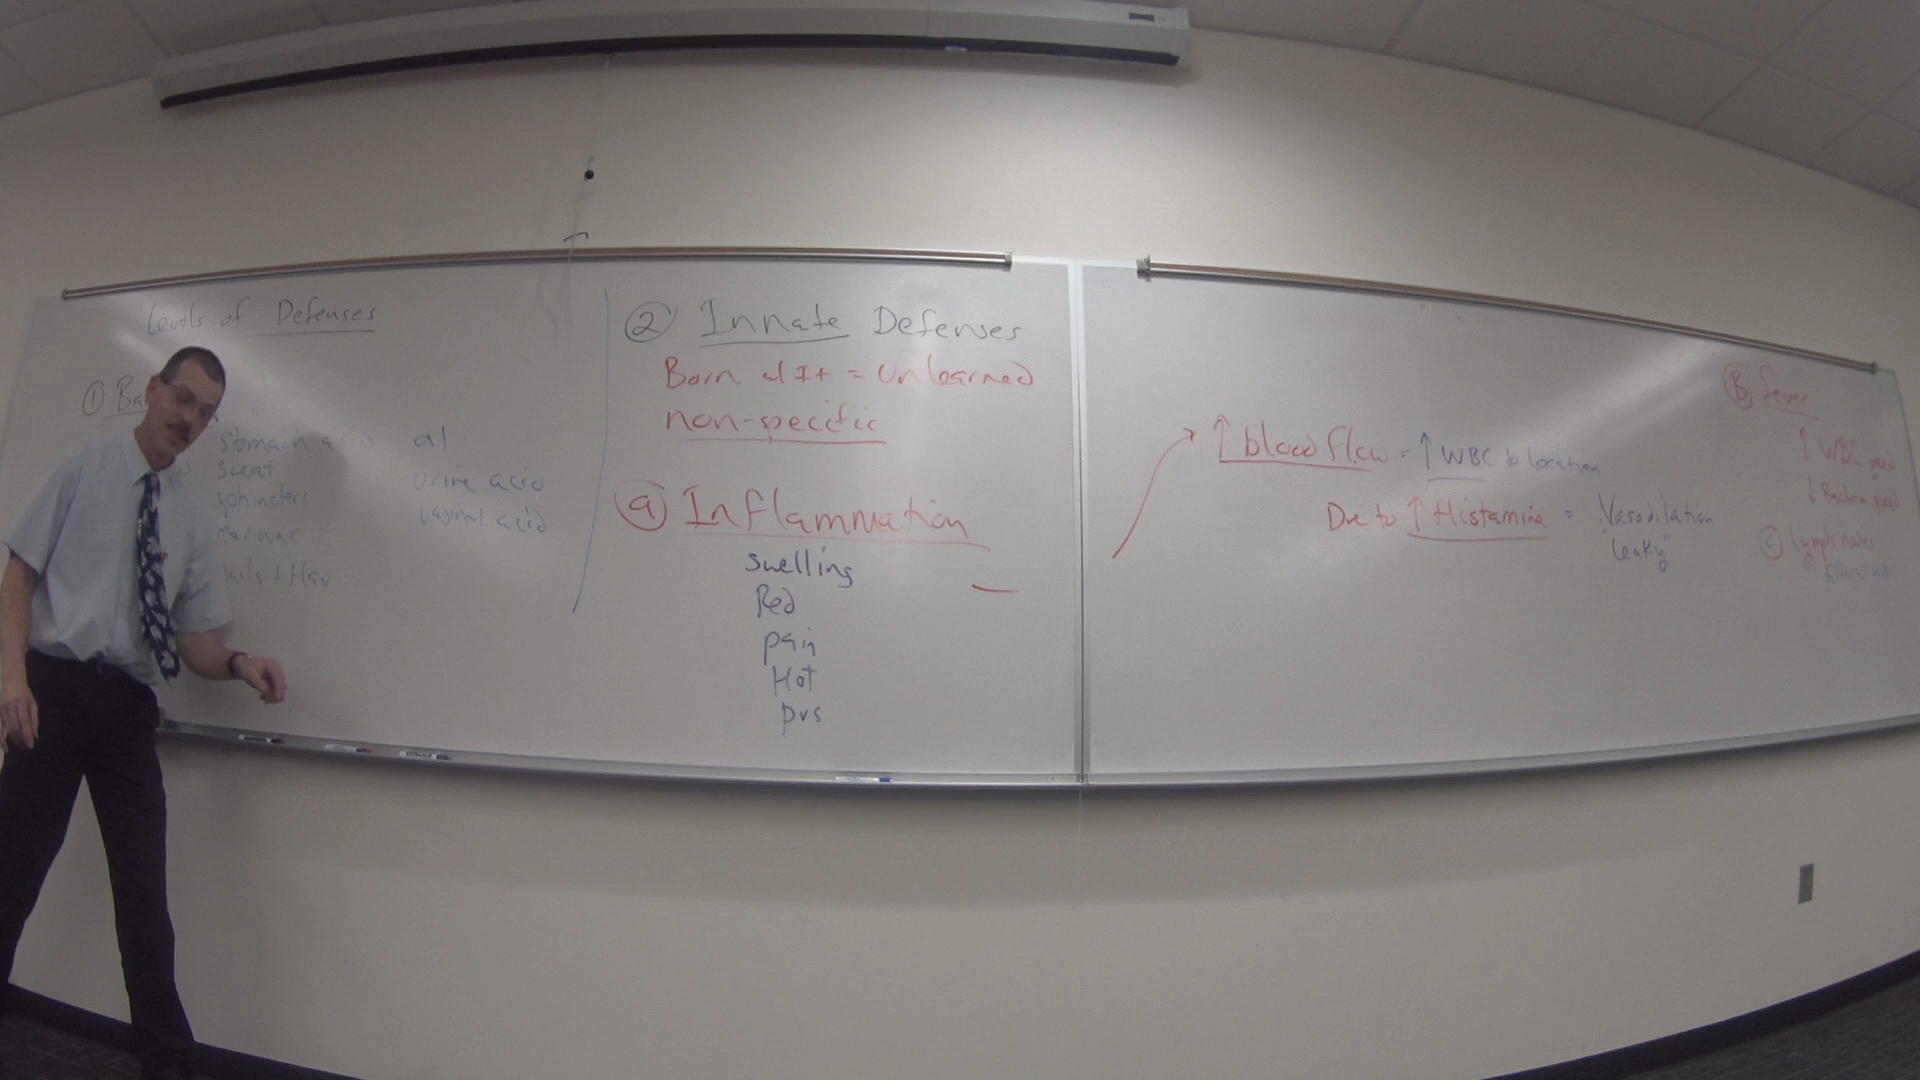 Levels of Defenses
① Ba
stomach acid
sweat
sphincters
ear wax
al
urine acid
vaginal acid
② Innate Defenses
Born w/ It = Unlearned
non-specific
ⓐ Inflammation
swelling
Red
pain
Hot
pus
↑ blood flow = ↑ WBC to location
Due to ↑ Histamine = Vasodilation
"leaky"
Ⓑ fever
↑ WBC
↓ Bacteria
Ⓒ lymph nodes